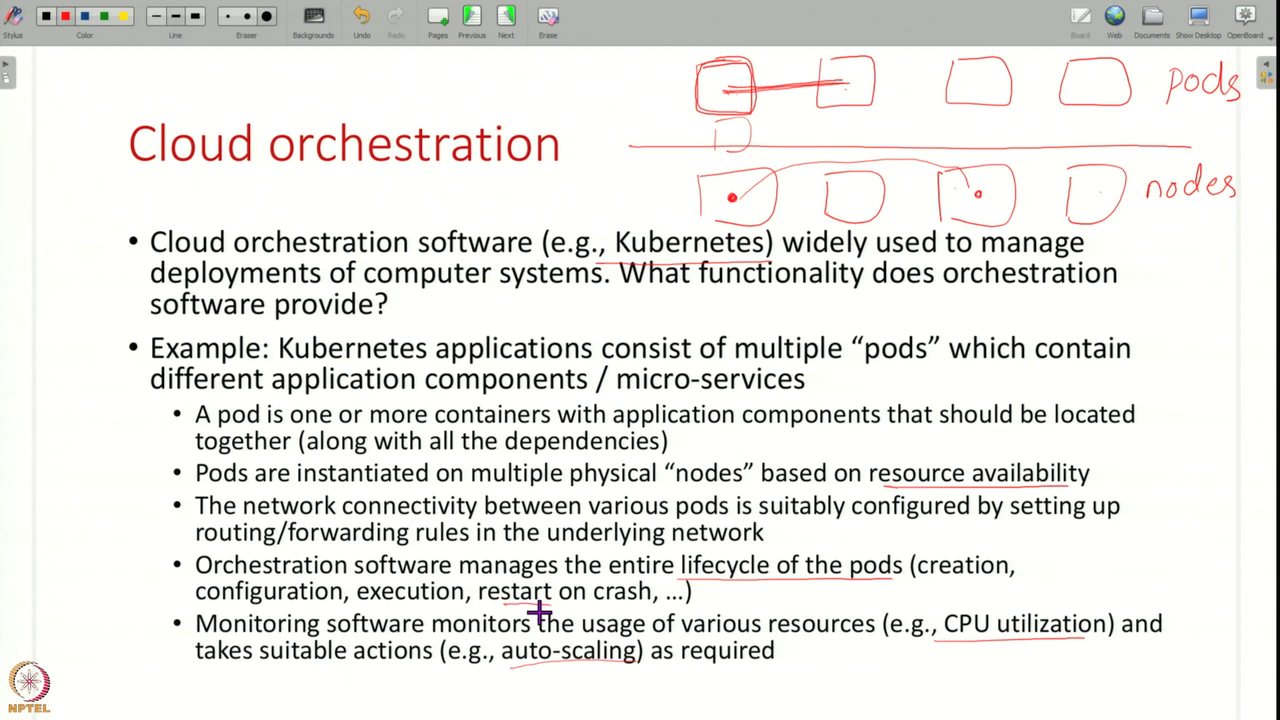 Stylus
Color
Line
Eraser
Backgrounds
Undo
Redo
Pages
Previous
Next
Erase
Board
Web
Documents
Show Desktop
OpenBoard
pods
Cloud orchestration
nodes
• Cloud orchestration software (e.g., Kubernetes) widely used to manage
deployments of computer systems. What functionality does orchestration
software provide?
• Example: Kubernetes applications consist of multiple “pods” which contain
different application components / micro-services
• A pod is one or more containers with application components that should be located
together (along with all the dependencies)
• Pods are instantiated on multiple physical “nodes” based on resource availability
• The network connectivity between various pods is suitably configured by setting up
routing/forwarding rules in the underlying network
• Orchestration software manages the entire lifecycle of the pods (creation,
configuration, execution, restart on crash, …)
• Monitoring software monitors the usage of various resources (e.g., CPU utilization) and
takes suitable actions (e.g., auto-scaling) as required
NPTEL